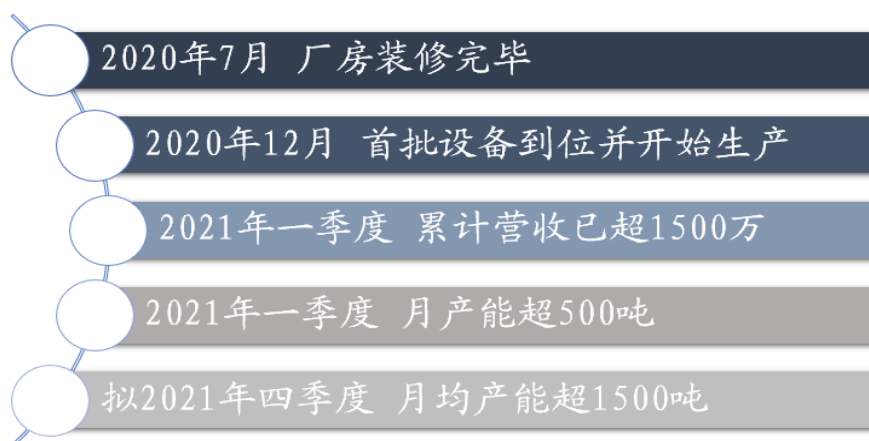 2020年7月 厂房装修完毕
2020年12月 首批设备到位并开始生产
2021年一季度 累计营收已超1500万
2021年一季度 月产能超500吨
拟2021年四季度 月均产能超1500吨